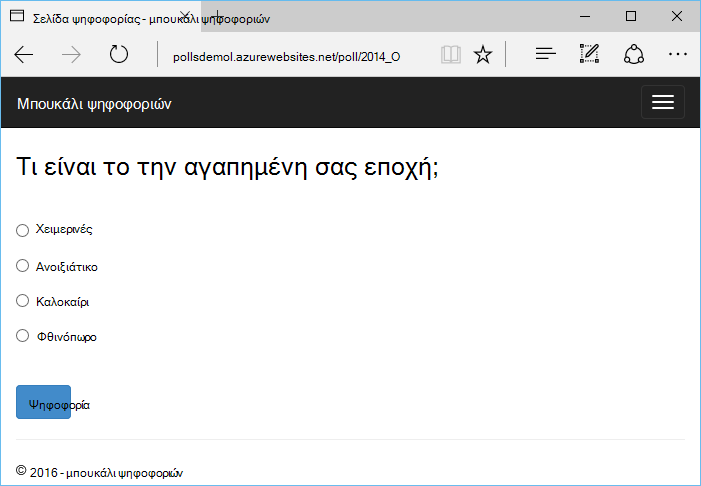 Σελίδα ψηφοφορίας - μπουκάλι ψηφοφοριών
pollsdemol.azurewebsites.net/poll/2014_O
Μπουκάλι ψηφοφοριών
Τι είναι το την αγαπημένη σας εποχή;
Χειμερινές
Ανοιξιάτικο
Καλοκαίρι
Φθινόπωρο
Ψηφοφορία
© 2016 - μπουκάλι ψηφοφοριών